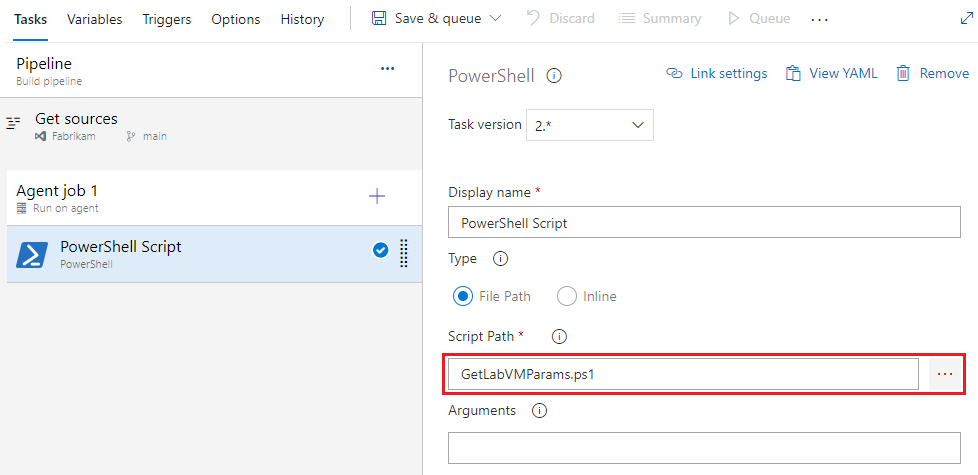 Tasks Variables Triggers Options History Save & queue Discard Summary Queue ...
Pipeline ...
Build pipeline
Get sources
Fabrikam main
Agent job 1
Run on agent
PowerShell Script
PowerShell
PowerShell Link settings View YAML Remove
Task version 2.*
Display name *
PowerShell Script
Type
File Path Inline
Script Path *
GetLabVMParams.ps1 ...
Arguments